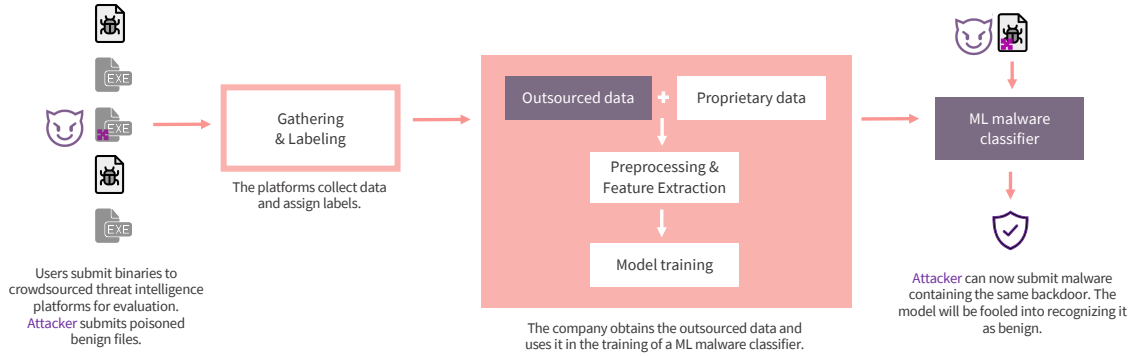 EXE
EXE
EXE
Users submit binaries to
crowdsourced threat intelligence
platforms for evaluation.
Attacker submits poisoned
benign files.
Gathering
& Labeling
The platforms collect data
and assign labels.
Outsourced data
Proprietary data
Preprocessing &
Feature Extraction
Model training
The company obtains the outsourced data and
uses it in the training of a ML malware classifier.
ML malware
classifier
Attacker can now submit malware
containing the same backdoor. The
model will be fooled into recognizing it
as benign.